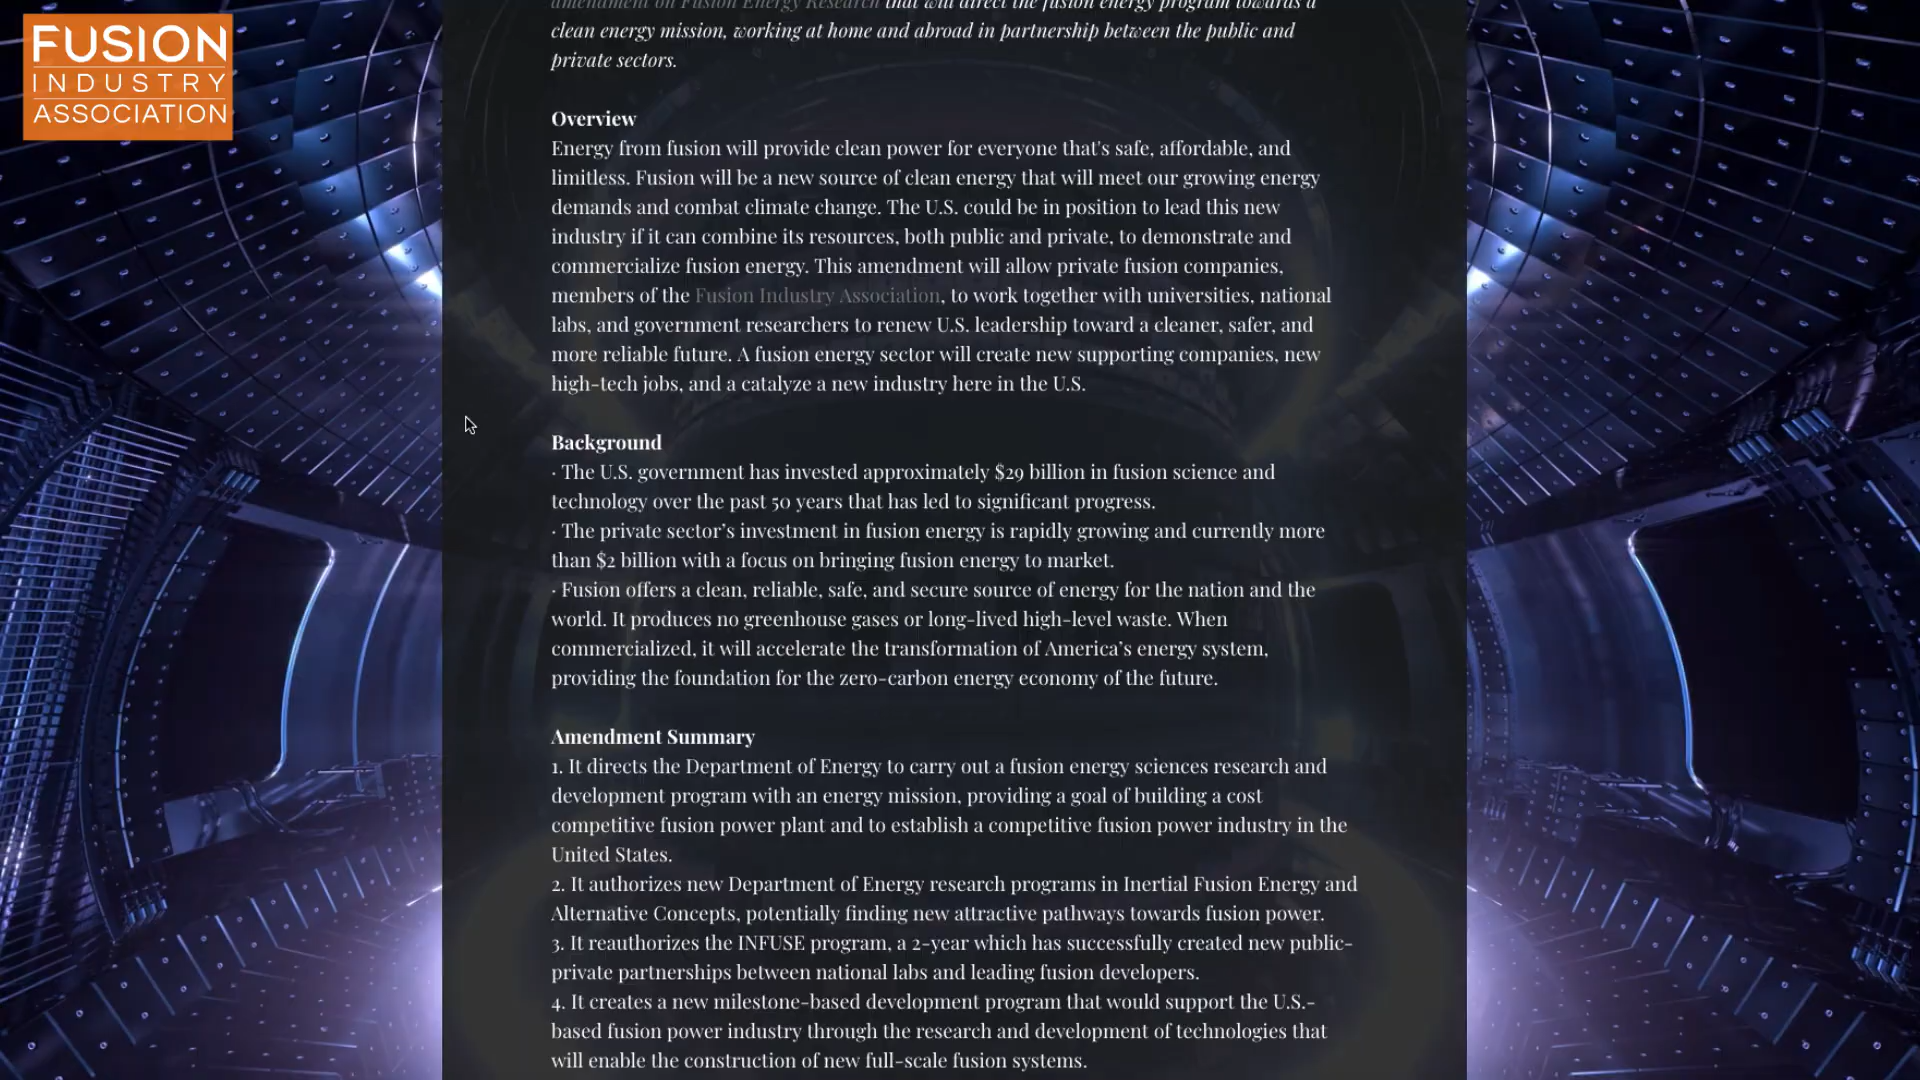 FUSION
INDUSTRY
ASSOCIATION
amendment on Fusion Energy Research that will direct the fusion energy program towards a
clean energy mission, working at home and abroad in partnership between the public and
private sectors.
Overview
Energy from fusion will provide clean power for everyone that's safe, affordable, and
limitless. Fusion will be a new source of clean energy that will meet our growing energy
demands and combat climate change. The U.S. could be in position to lead this new
industry if it can combine its resources, both public and private, to demonstrate and
commercialize fusion energy. This amendment will allow private fusion companies,
members of the Fusion Industry Association, to work together with universities, national
labs, and government researchers to renew U.S. leadership toward a cleaner, safer, and
more reliable future. A fusion energy sector will create new supporting companies, new
high-tech jobs, and a catalyze a new industry here in the U.S.
Background
· The U.S. government has invested approximately $29 billion in fusion science and
technology over the past 50 years that has led to significant progress.
· The private sector’s investment in fusion energy is rapidly growing and currently more
than $2 billion with a focus on bringing fusion energy to market.
· Fusion offers a clean, reliable, safe, and secure source of energy for the nation and the
world. It produces no greenhouse gases or long-lived high-level waste. When
commercialized, it will accelerate the transformation of America’s energy system,
providing the foundation for the zero-carbon energy economy of the future.
Amendment Summary
1. It directs the Department of Energy to carry out a fusion energy sciences research and
development program with an energy mission, providing a goal of building a cost
competitive fusion power plant and to establish a competitive fusion power industry in the
United States.
2. It authorizes new Department of Energy research programs in Inertial Fusion Energy and
Alternative Concepts, potentially finding new attractive pathways towards fusion power.
3. It reauthorizes the INFUSE program, a 2-year which has successfully created new public-
private partnerships between national labs and leading fusion developers.
4. It creates a new milestone-based development program that would support the U.S.-
based fusion power industry through the research and development of technologies that
will enable the construction of new full-scale fusion systems.